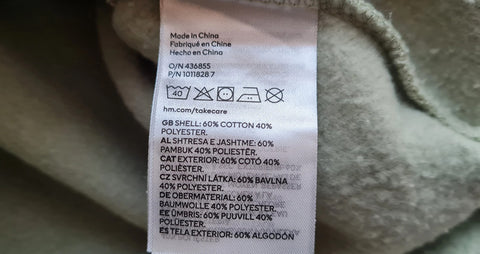 Made in China
Fabriqué en Chine
Hecho en China
O/N 436855
P/N 1011828.7
40
hm.com/takecare
GB SHELL: 60% COTTON 40%
POLYESTER.
AL SHTRESA E JASHTME: 60%
PAMBUK 40% POLIESTËR.
CAT EXTERIOR: 60% COTÓ 40%
POLIÈSTER.
CZ SVRCHNÍ LÁTKA: 60% BAVLNA
40% POLYESTER.
DE OBERMATERIAL: 60%
BAUMWOLLE 40% POLYESTER.
EE ÜMBRIS: 60% PUUVILL 40%
POLÜESTER.
ES TELA EXTERIOR: 60% ALGODÓN